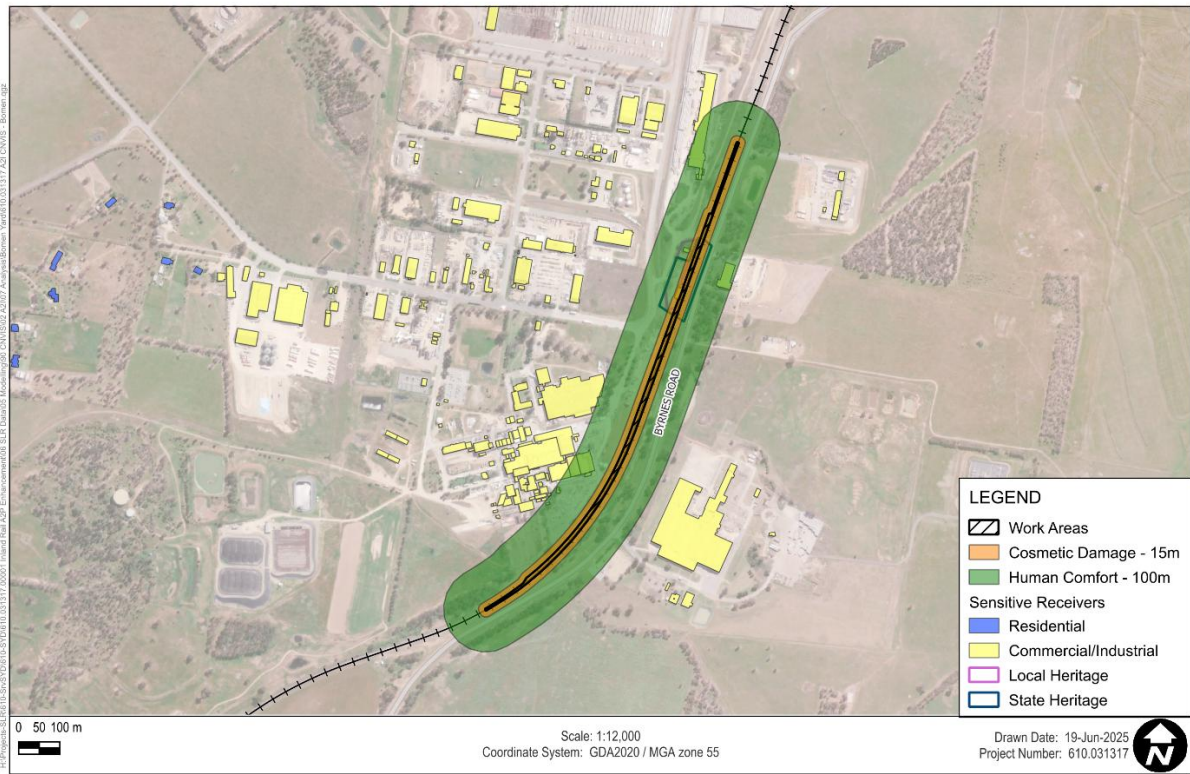 BYRNES ROAD
LEGEND
Work Areas
Cosmetic Damage - 15m
Human Comfort - 100m
Sensitive Receivers
Residential
Commercial/Industrial
Local Heritage
State Heritage
0 50 100 m
Scale: 1:12,000
Coordinate System: GDA2020 / MGA zone 55
Drawn Date: 19-Jun-2025
Project Number: 610.031317
N